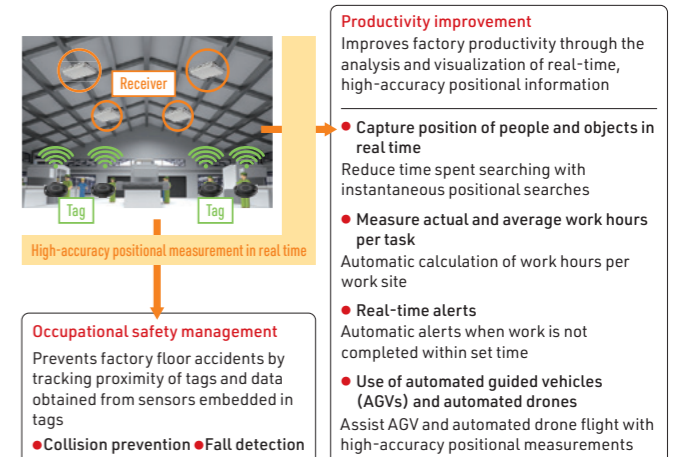 Receiver
Tag
Tag
High-accuracy positional measurement in real time
Occupational safety management
Prevents factory floor accidents by
tracking proximity of tags and data
obtained from sensors embedded in
tags
●Collision prevention ●Fall detection
Productivity improvement
Improves factory productivity through the
analysis and visualization of real-time,
high-accuracy positional information
● Capture position of people and objects in
real time
Reduce time spent searching with
instantaneous positional searches
● Measure actual and average work hours
per task
Automatic calculation of work hours per
work site
● Real-time alerts
Automatic alerts when work is not
completed within set time
● Use of automated guided vehicles
(AGVs) and automated drones
Assist AGV and automated drone flight with
high-accuracy positional measurements